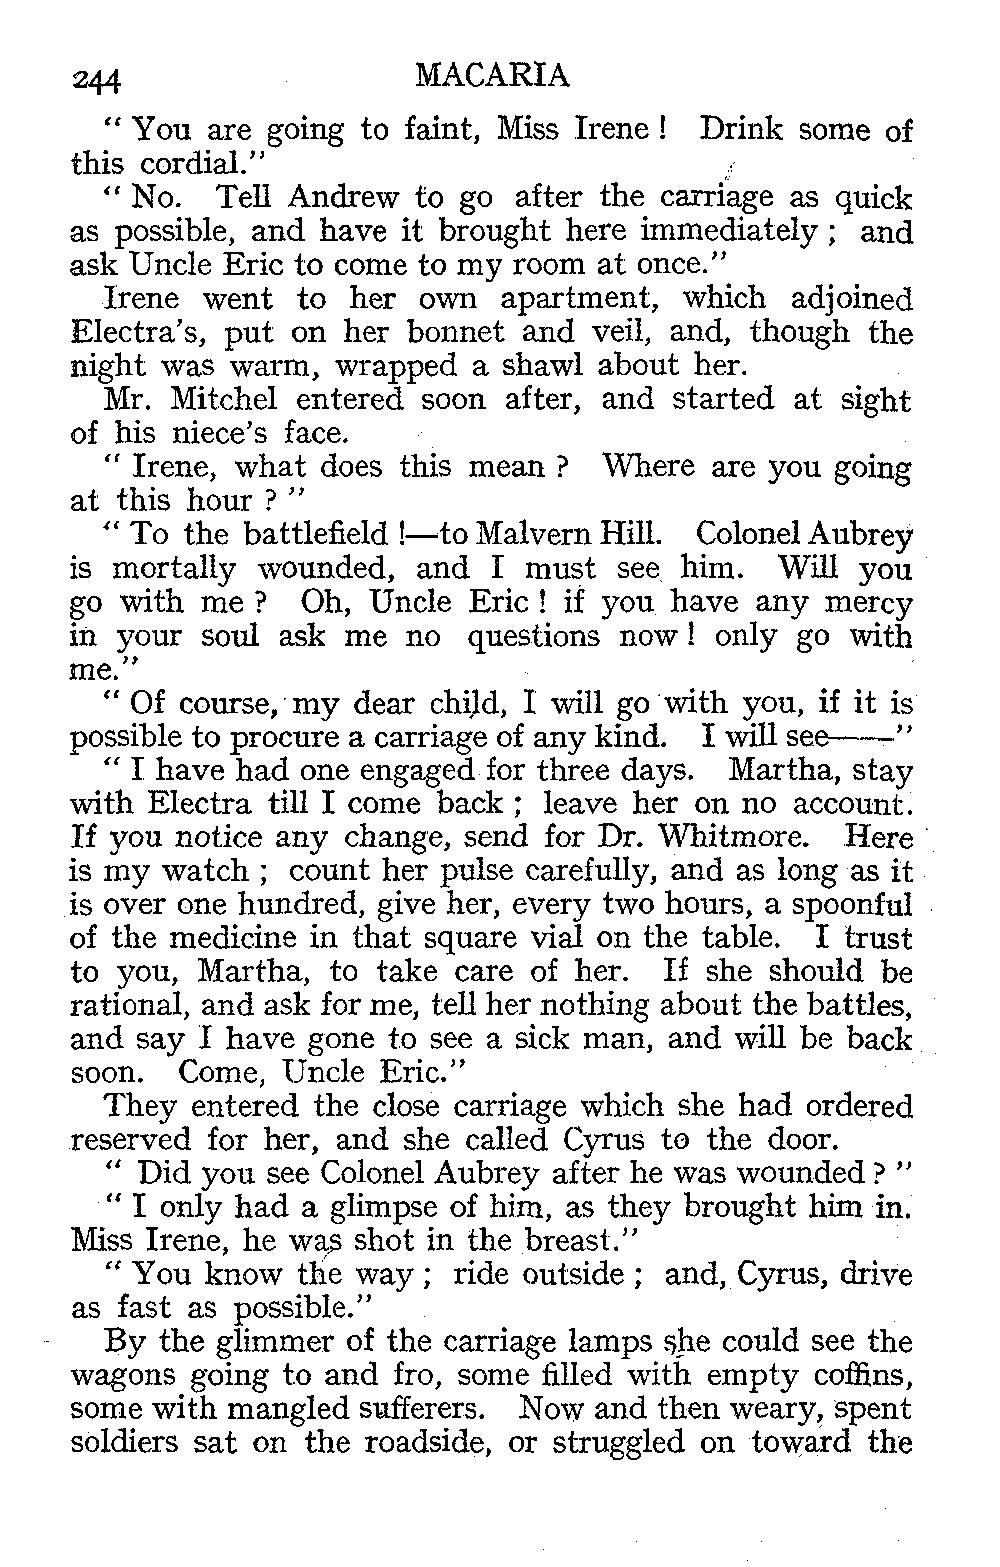 244 MACARIA
" You are going to faint, Miss Irene ! Drink some of
this cordial."
" No. Tell Andrew to go after the carriage as quick
as possible, and have it brought here immediately ; and
ask Uncle Eric to come to my room at once."
Irene went to her own apartment, which adjoined
Electra's, put on her bonnet and veil, and, though the
night was warm, wrapped a shawl about her.
Mr. Mitchel entered soon after, and started at sight
of his niece's face.
" Irene, what does this mean ? Where are you going
at this hour ? "
" To the battlefield !—to Malvern Hill. Colonel Aubrey
is mortally wounded, and I must see him. Will you
go with me ? Oh, Uncle Eric ! if you have any mercy
in your soul ask me no questions now ! only go with
me."
" Of course, my dear child, I will go with you, if it is
possible to procure a carriage of any kind. I will see——"
" I have had one engaged for three days. Martha, stay
with Electra till I come back ; leave her on no account.
If you notice any change, send for Dr. Whitmore. Here
is my watch ; count her pulse carefully, and as long as it
is over one hundred, give her, every two hours, a spoonful
of the medicine in that square vial on the table. I trust
to you, Martha, to take care of her. If she should be
rational, and ask for me, tell her nothing about the battles,
and say I have gone to see a sick man, and will be back
soon. Come, Uncle Eric."
They entered the close carriage which she had ordered
reserved for her, and she called Cyrus to the door.
" Did you see Colonel Aubrey after he was wounded ? "
" I only had a glimpse of him, as they brought him in.
Miss Irene, he was shot in the breast."
" You know the way ; ride outside ; and, Cyrus, drive
as fast as possible."
By the glimmer of the carriage lamps she could see the
wagons going to and fro, some filled with empty coffins,
some with mangled sufferers. Now and then weary, spent
soldiers sat on the roadside, or struggled on toward the